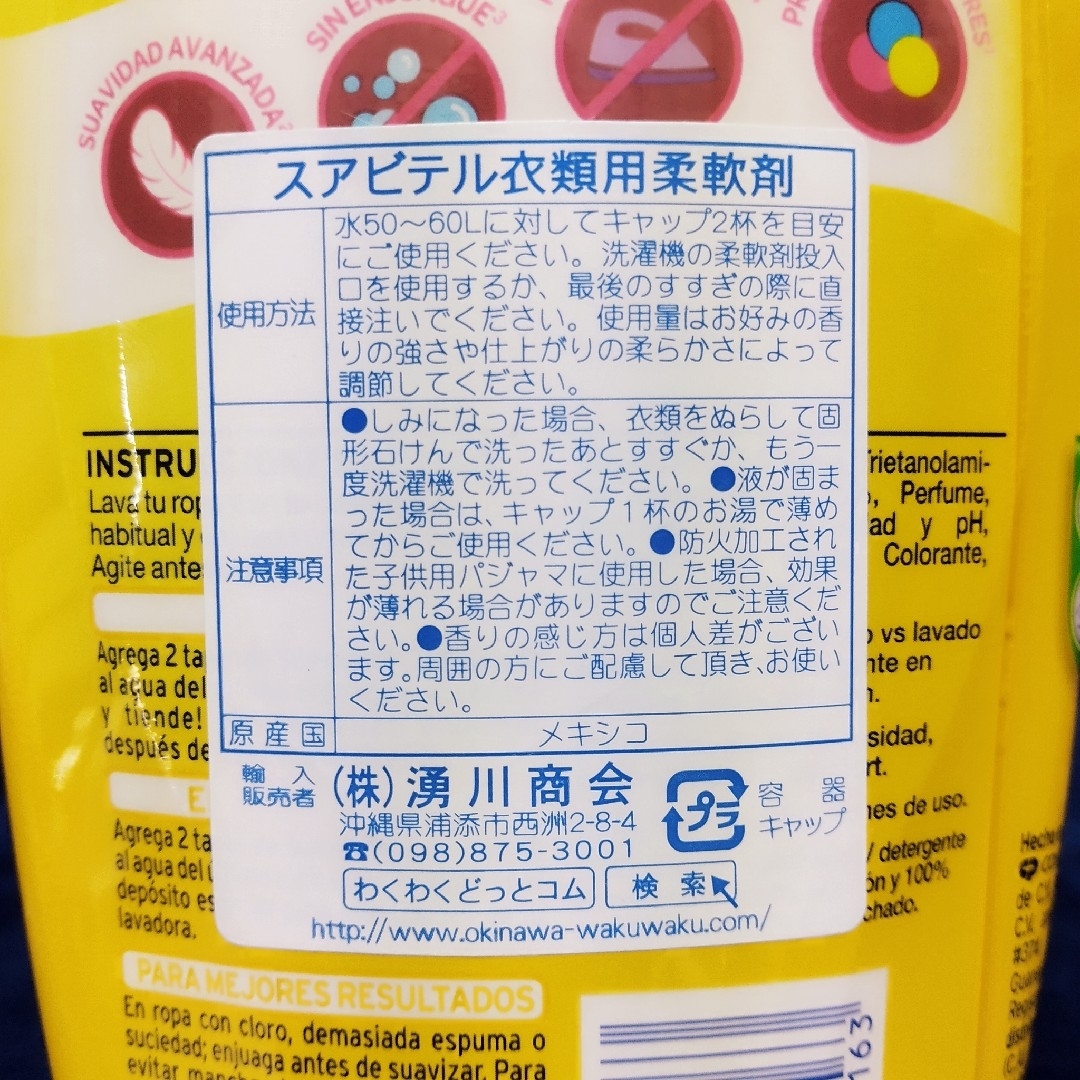 SUAVIDAD AVANZADA
SIN ENJUAGUE³
スアビテル衣類用柔軟剤
使用方法
水50～60Lに対してキャップ2杯を目安
にご使用ください。洗濯機の柔軟剤投入
口を使用するか、最後のすすぎの際に直
接注いでください。使用量はお好みの香
りの強さや仕上がりの柔らかさによって
調節してください。
注意事項
●しみになった場合、衣類をぬらして固
形石けんで洗ったあとすすぐか、もう一
度洗濯機で洗ってください。●液が固ま
った場合は、キャップ1杯のお湯で薄め
てからご使用ください。●防火加工され
た子供用パジャマに使用した場合、効果
が薄れる場合がありますのでご注意くだ
さい。●香りの感じ方は個人差がござい
ます。周囲の方にご配慮して頂き、お使い
ください。
原産国
メキシコ
輸入
販売者
(株)湧川商会
沖縄県浦添市西洲2-8-4
☎(098)875-3001
わくわくどっとコム
検索
http://www.okinawa-wakuwaku.com/
プラ
容器
キャップ
INSTRU
Lava tu rop
habitual y
Agite ante
Agrega 2 ta
al agua del
y tiende!
después de
E
Agrega 2 ta
al agua del ú
depósito es
lavadora.
PARA MEJORES RESULTADOS
En ropa con cloro, demasiada espuma o
suciedad; enjuaga antes de suavizar. Para
rietanolami-
Perfume,
ad y pH,
Colorante,
vs lavado
nte en
sidad,
rt.
nes de uso.
/ detergente
ón y 100%
chado.
163